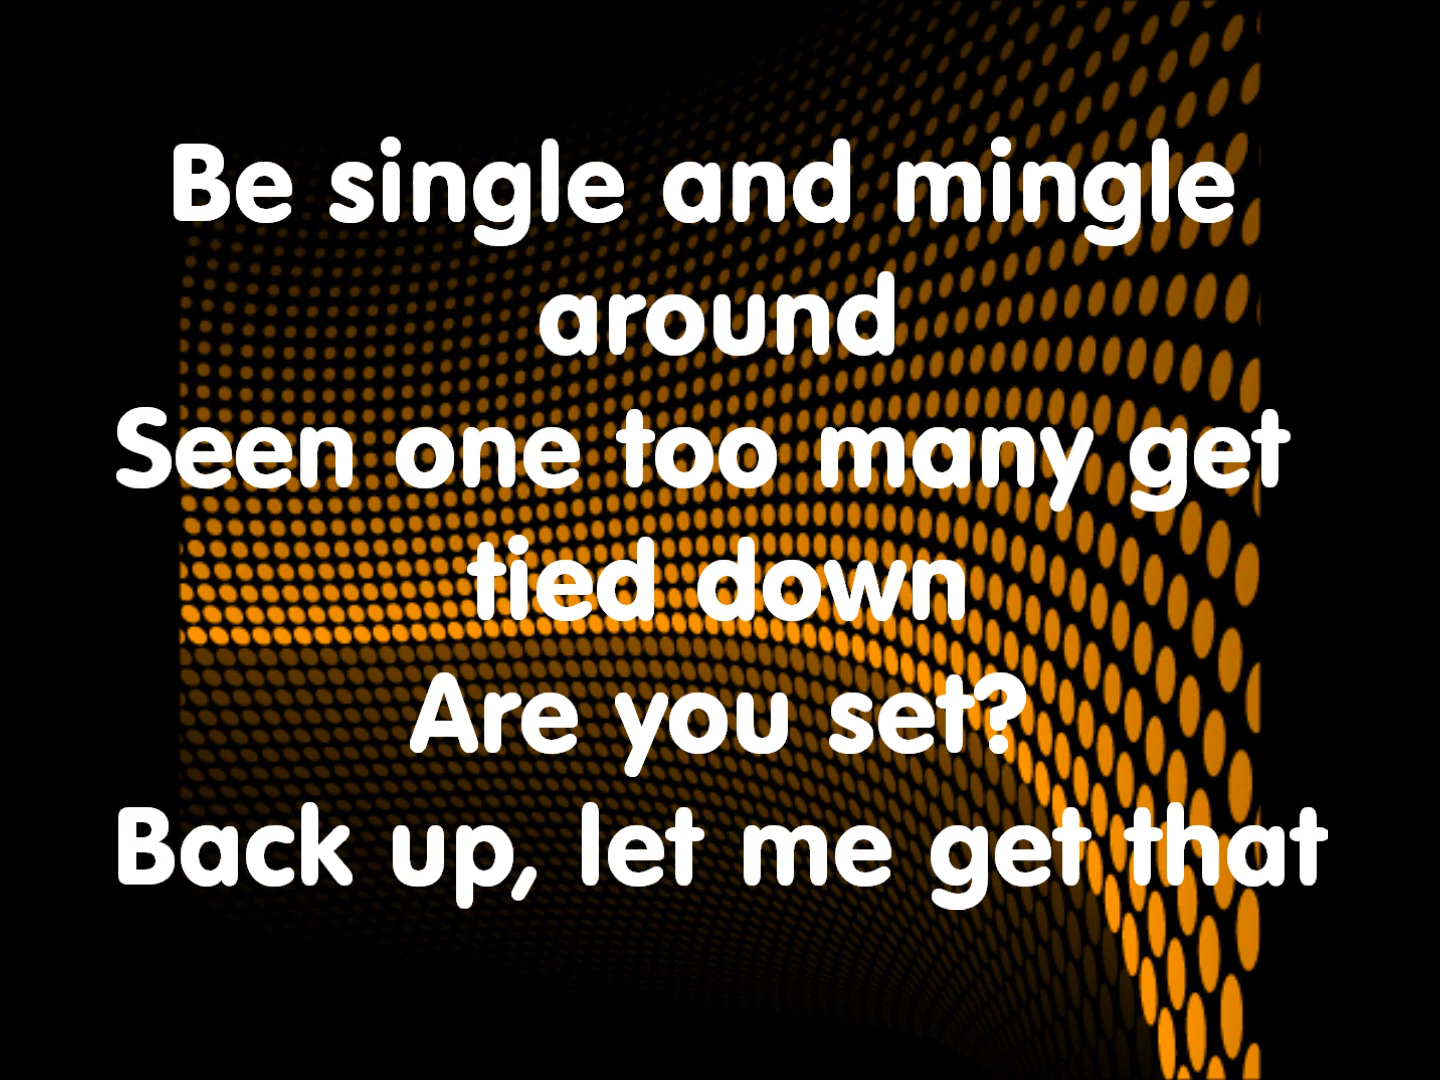 Be single and mingle
around
Seen one too many get
tied down
Are you set?
Back up, let me get that